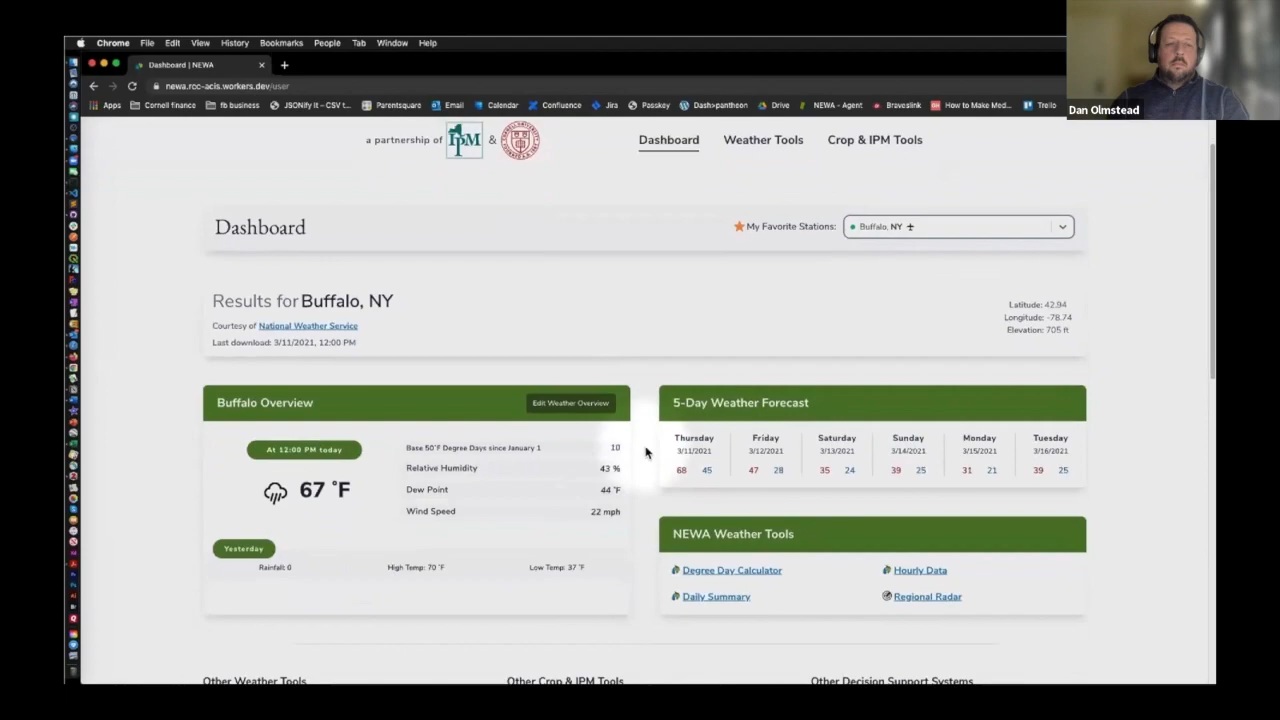 Chrome File Edit View History Bookmarks People Tab Window Help
Dashboard | NEWA
newa.rcc-acis.workers.dev/user
Apps Cornell finance fb business JSONify It – CSV t... Parentsquare Email Calendar Confluence Jira Passkey Dash>pantheon Drive NEWA - Agent Braveslink How to Make Med... Trello
Dan Olmstead
a partnership of IPM &
Dashboard Weather Tools Crop & IPM Tools
Dashboard
My Favorite Stations: Buffalo, NY
Results for Buffalo, NY
Courtesy of National Weather Service
Last download: 3/11/2021, 12:00 PM
Latitude: 42.94
Longitude: -78.74
Elevation: 705 ft
Buffalo Overview Edit Weather Overview
At 12:00 PM today
67 °F
Base 50°F Degree Days since January 1 10
Relative Humidity 43 %
Dew Point 44 °F
Wind Speed 22 mph
Yesterday
Rainfall: 0 High Temp: 70 °F Low Temp: 37 °F
5-Day Weather Forecast
Thursday Friday Saturday Sunday Monday Tuesday
3/11/2021 3/12/2021 3/13/2021 3/14/2021 3/15/2021 3/16/2021
68 45 47 28 35 24 39 25 31 21 39 25
NEWA Weather Tools
Degree Day Calculator Hourly Data
Daily Summary Regional Radar
Other Weather Tools Other Crop & IPM Tools Other Decision Support Systems